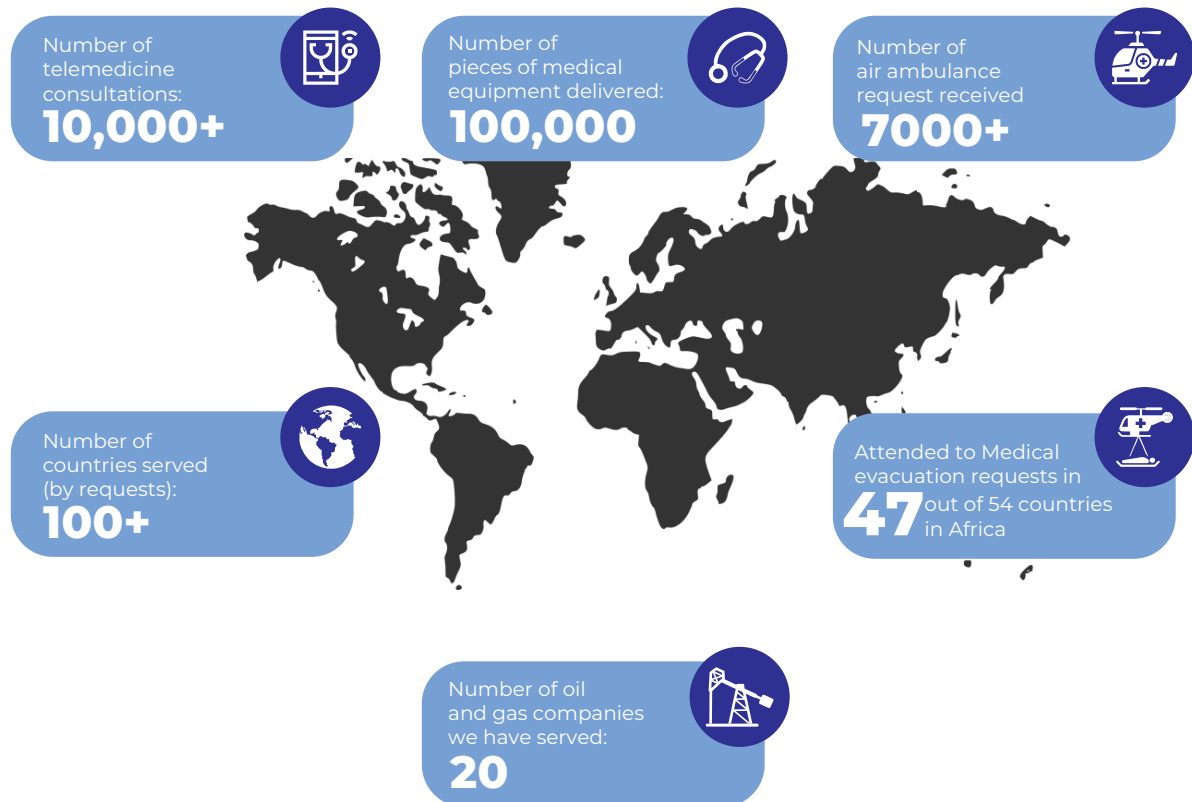 Number of
telemedicine
consultations:
10,000+
Number of
pieces of medical
equipment delivered:
100,000
Number of
air ambulance
request received
7000+
Number of
countries served
(by requests):
100+
Attended to Medical
evacuation requests in
47 out of 54 countries
in Africa
Number of oil
and gas companies
we have served:
20